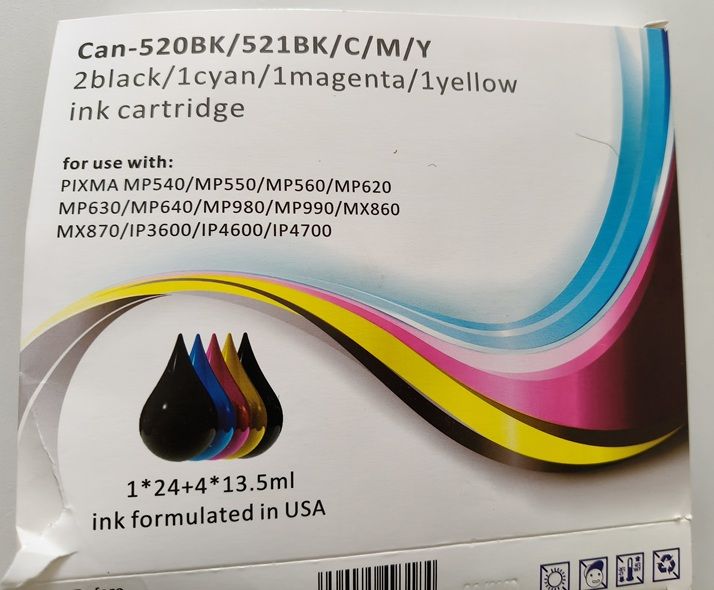 Can-520BK/521BK/C/M/Y
2black/1cyan/1magenta/1yellow
ink cartridge
for use with:
PIXMA MP540/MP550/MP560/MP620
MP630/MP640/MP980/MP990/MX860
MX870/IP3600/IP4600/IP4700
1*24+4*13.5ml
ink formulated in USA